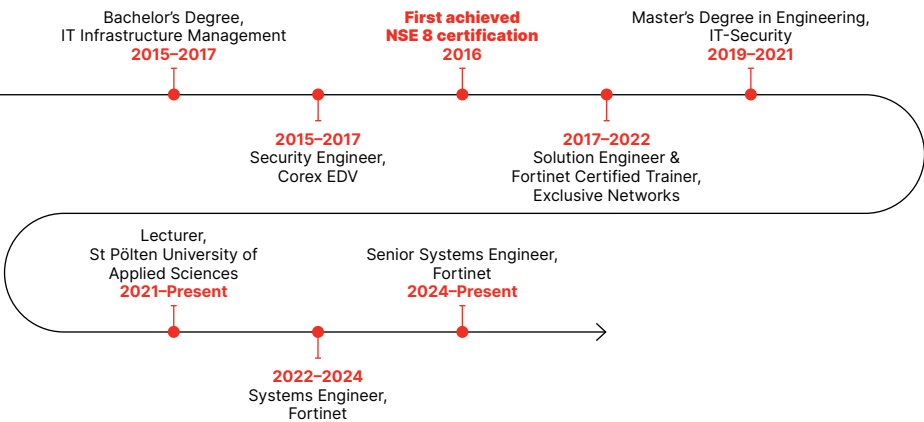 Bachelor’s Degree,
IT Infrastructure Management
2015–2017
2015–2017
Security Engineer,
Corex EDV
First achieved
NSE 8 certification
2016
2017–2022
Solution Engineer &
Fortinet Certified Trainer,
Exclusive Networks
Master’s Degree in Engineering,
IT-Security
2019–2021
Lecturer,
St Pölten University of
Applied Sciences
2021–Present
2022–2024
Systems Engineer,
Fortinet
Senior Systems Engineer,
Fortinet
2024–Present